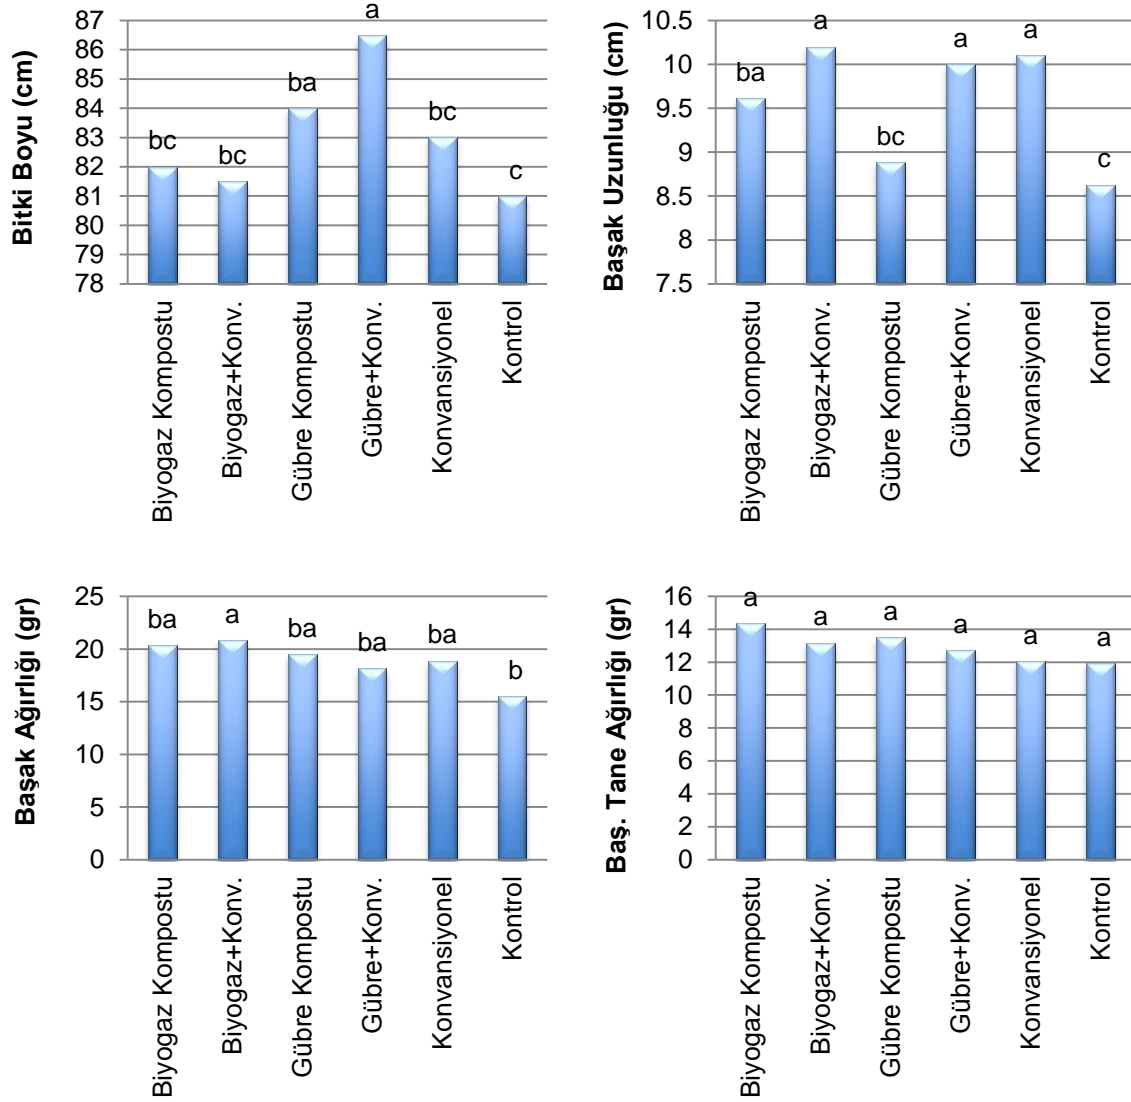 Bitki Boyu (cm)
87
86
85
84
83
82
81
80
79
78
bc
bc
ba
a
bc
c
Biyogaz Kompostu
Biyogaz+Konv.
Gübre Kompostu
Gübre+Konv.
Konvansiyonel
Kontrol
Başak Uzunluğu (cm)
10.5
10
9.5
9
8.5
8
7.5
ba
a
bc
a
a
c
Biyogaz Kompostu
Biyogaz+Konv.
Gübre Kompostu
Gübre+Konv.
Konvansiyonel
Kontrol
Başak Ağırlığı (gr)
25
20
15
10
5
0
ba
a
ba
ba
ba
b
Biyogaz Kompostu
Biyogaz+Konv.
Gübre Kompostu
Gübre+Konv.
Konvansiyonel
Kontrol
Baş. Tane Ağırlığı (gr)
16
14
12
10
8
6
4
2
0
a
a
a
a
a
a
Biyogaz Kompostu
Biyogaz+Konv.
Gübre Kompostu
Gübre+Konv.
Konvansiyonel
Kontrol